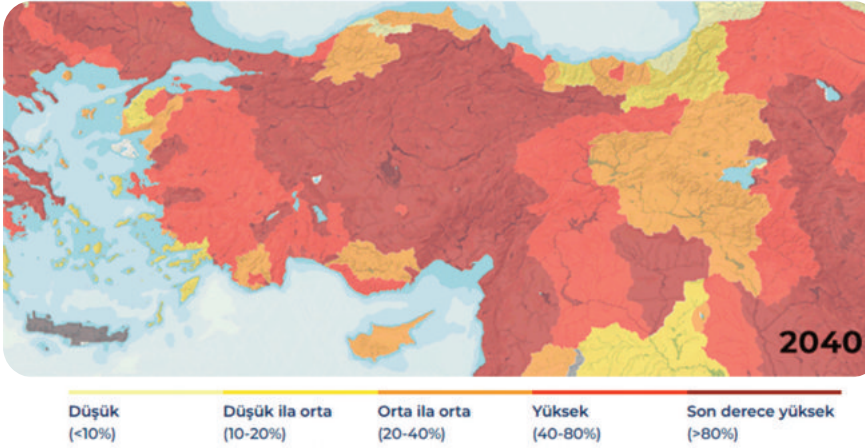 2040
Düşük
(<10%)
Düşük ila orta
(10-20%)
Orta ila orta
(20-40%)
Yüksek
(40-80%)
Son derece yüksek
(>80%)